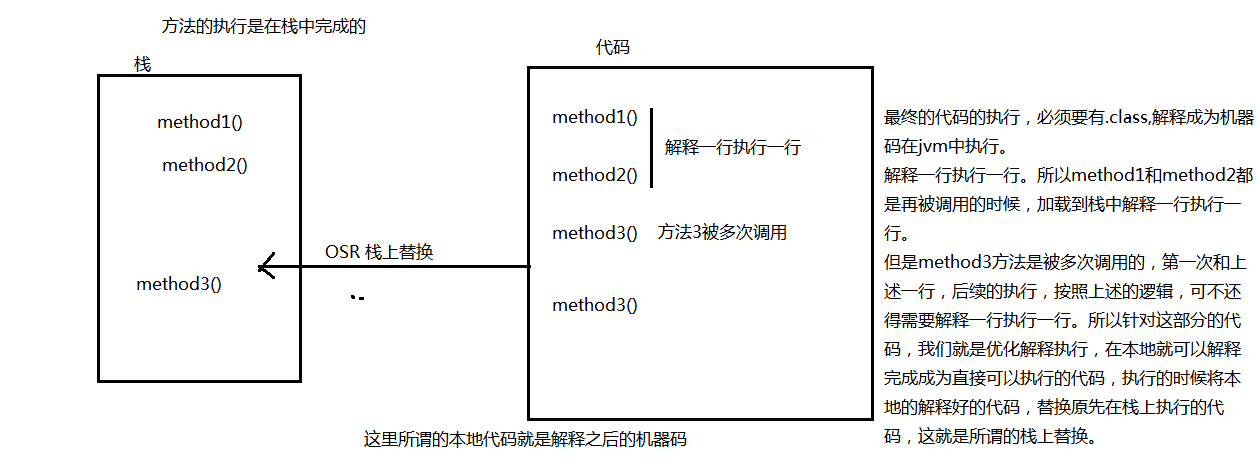 方法的执行是在栈中完成的
栈
代码
method1()
method2()
method3()
OSR 栈上替换
method1()
解释一行执行一行
method2()
method3() 方法3被多次调用
method3()
最终的代码的执行，必须要有.class,解释成为机器
码在jvm中执行。
解释一行执行一行。所以method1和method2都
是再被调用的时候，加载到栈中解释一行执行一
行。
但是method3方法是被多次调用的，第一次和上
述一行，后续的执行，按照上述的逻辑，可不还
得需要解释一行执行一行。所以针对这部分的代
码，我们就是优化解释执行，在本地就可以解释
完成成为直接可以执行的代码，执行的时候将本
地的解释好的代码，替换原先在栈上执行的代
码，这就是所谓的栈上替换。
这里所谓的本地代码就是解释之后的机器码